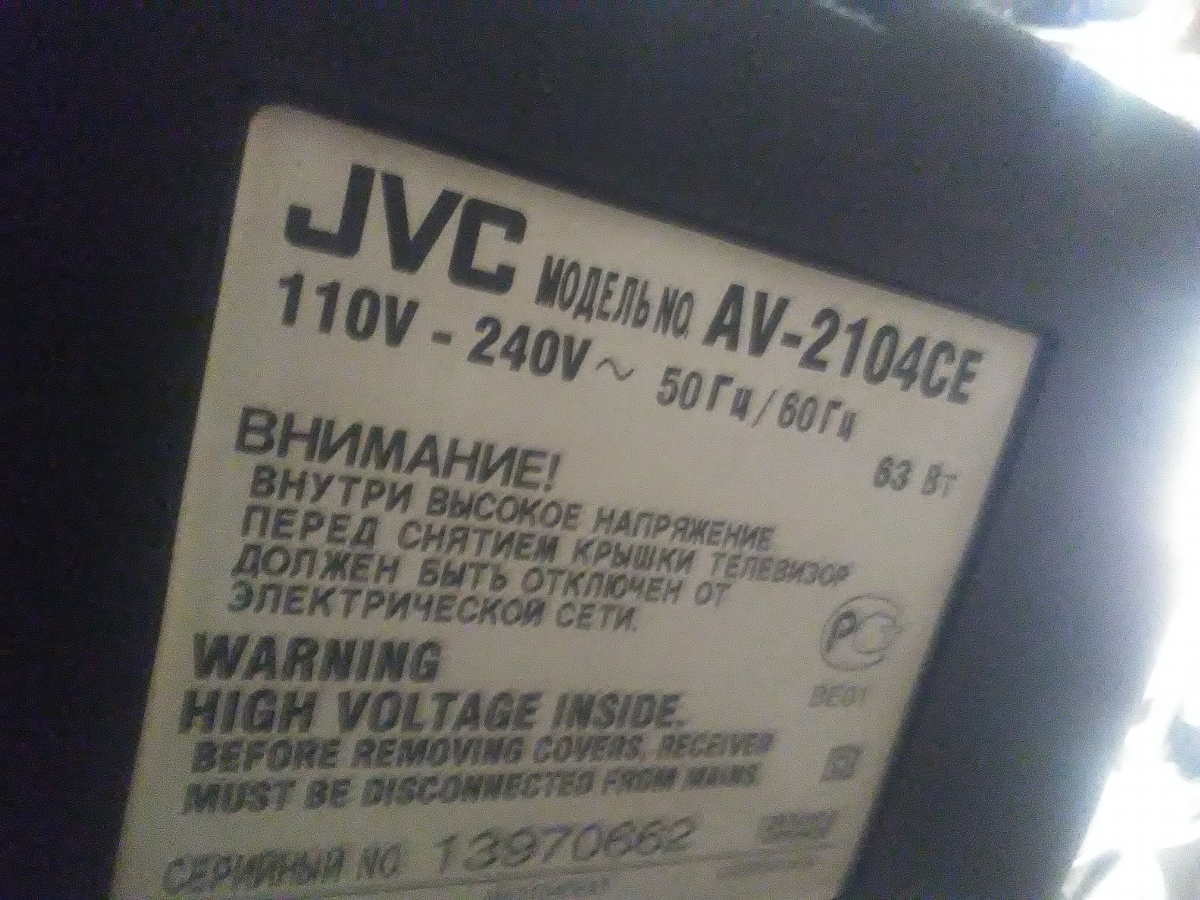 JVC МОДЕЛЬ NO. AV-2104CE
110V - 240V ~ 50Гц/60Гц
63 Вт
ВНИМАНИЕ!
ВНУТРИ ВЫСОКОЕ НАПРЯЖЕНИЕ
ПЕРЕД СНЯТИЕМ КРЫШКИ ТЕЛЕВИЗОР
ДОЛЖЕН БЫТЬ ОТКЛЮЧЕН ОТ
ЭЛЕКТРИЧЕСКОЙ СЕТИ.
РС
WARNING
HIGH VOLTAGE INSIDE.
BEFORE REMOVING COVERS, RECEIVER
MUST BE DISCONNECTED FROM MAINS.
СЕРИЙНЫЙ NO 13970662